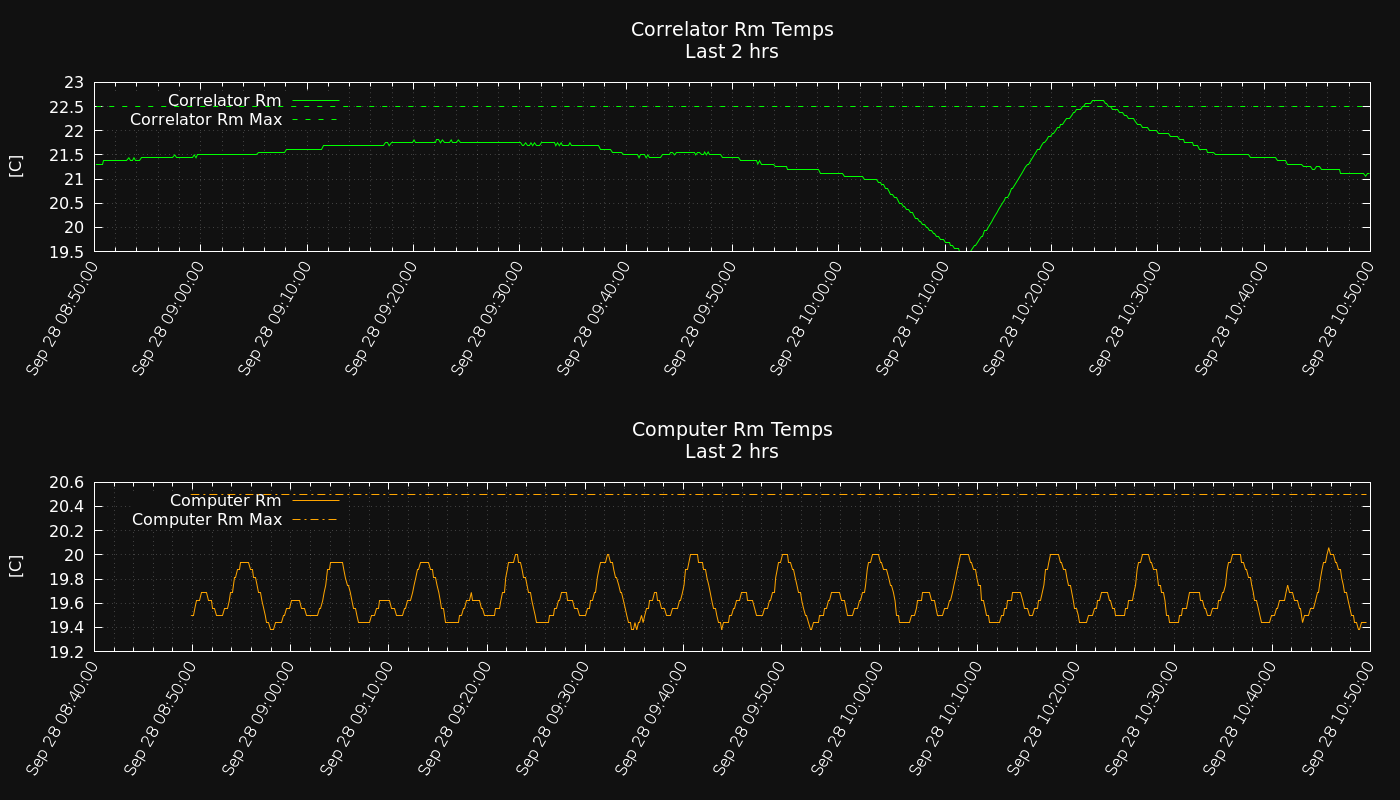 Correlator Rm Temps
Last 2 hrs
23
22.5
22
21.5
21
20.5
20
19.5
[C]
Correlator Rm
Correlator Rm Max
Sep 28 08:50:00
Sep 28 09:00:00
Sep 28 09:10:00
Sep 28 09:20:00
Sep 28 09:30:00
Sep 28 09:40:00
Sep 28 09:50:00
Sep 28 10:00:00
Sep 28 10:10:00
Sep 28 10:20:00
Sep 28 10:30:00
Sep 28 10:40:00
Sep 28 10:50:00
Computer Rm Temps
Last 2 hrs
20.6
20.4
20.2
20
19.8
19.6
19.4
19.2
[C]
Computer Rm
Computer Rm Max
Sep 28 08:40:00
Sep 28 08:50:00
Sep 28 09:00:00
Sep 28 09:10:00
Sep 28 09:20:00
Sep 28 09:30:00
Sep 28 09:40:00
Sep 28 09:50:00
Sep 28 10:00:00
Sep 28 10:10:00
Sep 28 10:20:00
Sep 28 10:30:00
Sep 28 10:40:00
Sep 28 10:50:00